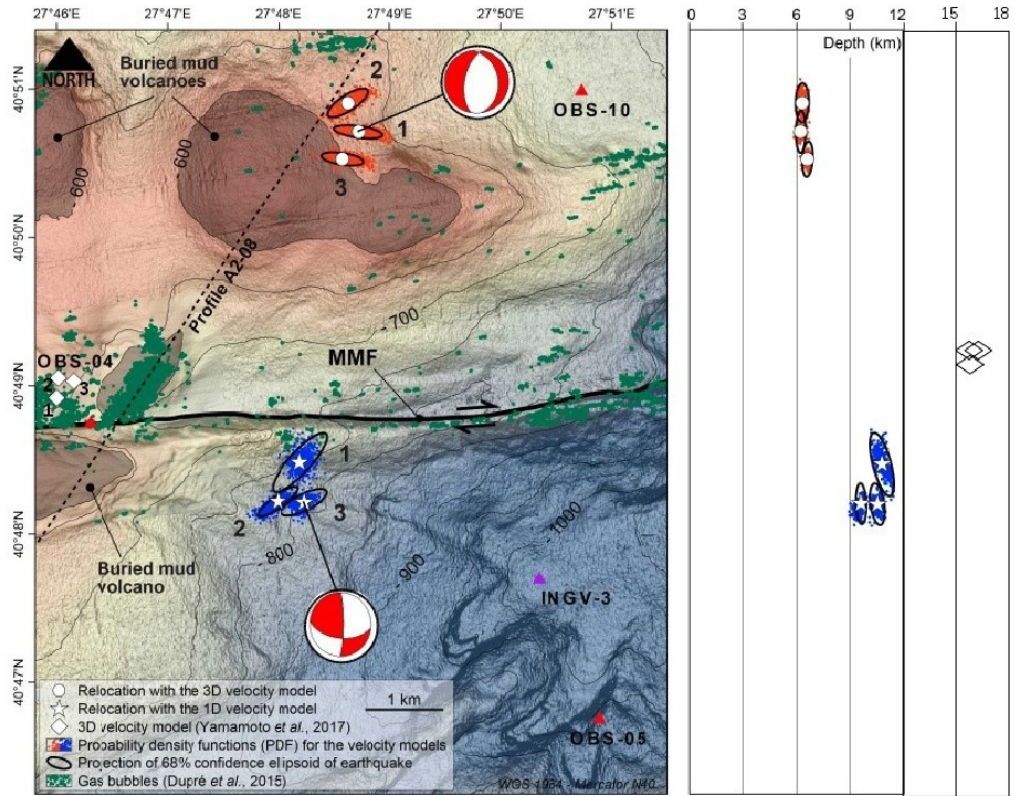 27°46'E 27°47'E 27°48'E 27°49'E 27°50'E 27°51'E
0 3 6 9 12 15 18
Depth (km)
NORTH
Buried mud
volcanoes
2
1
3
OBS-10
40°51'N
600
600
40°50'N
Profile A2-08
- 700
MMF
OBS-04
2
3
1
40°49'N
1
2
3
40°48'N
- 800
- 900
- 1000
Buried mud
volcano
INGV-3
40°47'N
OBS-05
Relocation with the 3D velocity model
Relocation with the 1D velocity model
3D velocity model (Yamamoto et al., 2017)
Probability density functions (PDF) for the velocity models
Projection of 68% confidence ellipsoid of earthquake
Gas bubbles (Dupré et al., 2015)
1 km
WGS 1984 - Mercator N40